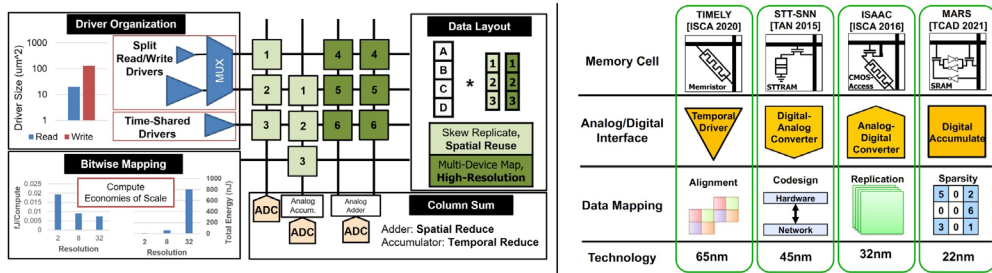 Driver Organization
Driver Size (um^2)
1000
100
10
1
Read
Write
Split
Read/Write
Drivers
MUX
Time-Shared
Drivers
Bitwise Mapping
fJ/Compute
0.025
0.02
0.015
0.01
0.005
0
2
8
32
Resolution
Compute
Economies of Scale
1000
800
600
400
200
0
Total Energy (nJ)
2
8
32
Resolution
1
4
4
2
1
5
5
3
2
6
6
3
ADC
Analog
Accum.
ADC
Analog
Adder
ADC
Data Layout
A
B
C
D
*
1
1
2
2
3
3
1
1
2
2
3
3
Skew Replicate,
Spatial Reuse
Multi-Device Map,
High-Resolution
Column Sum
Adder: Spatial Reduce
Accumulator: Temporal Reduce
TIMELY
[ISCA 2020]
STT-SNN
[TAN 2015]
ISAAC
[ISCA 2016]
MARS
[TCAD 2021]
Memory Cell
Memristor
STTRAM
CMOS
Access
SRAM
Analog/Digital
Interface
Temporal
Driver
Digital-
Analog
Converter
Analog-
Digital
Converter
Digital
Accumulate
Data Mapping
Alignment
Codesign
Hardware
Network
Replication
Sparsity
5 0 2
0 0 6
3 0 1
Technology
65nm
45nm
32nm
22nm